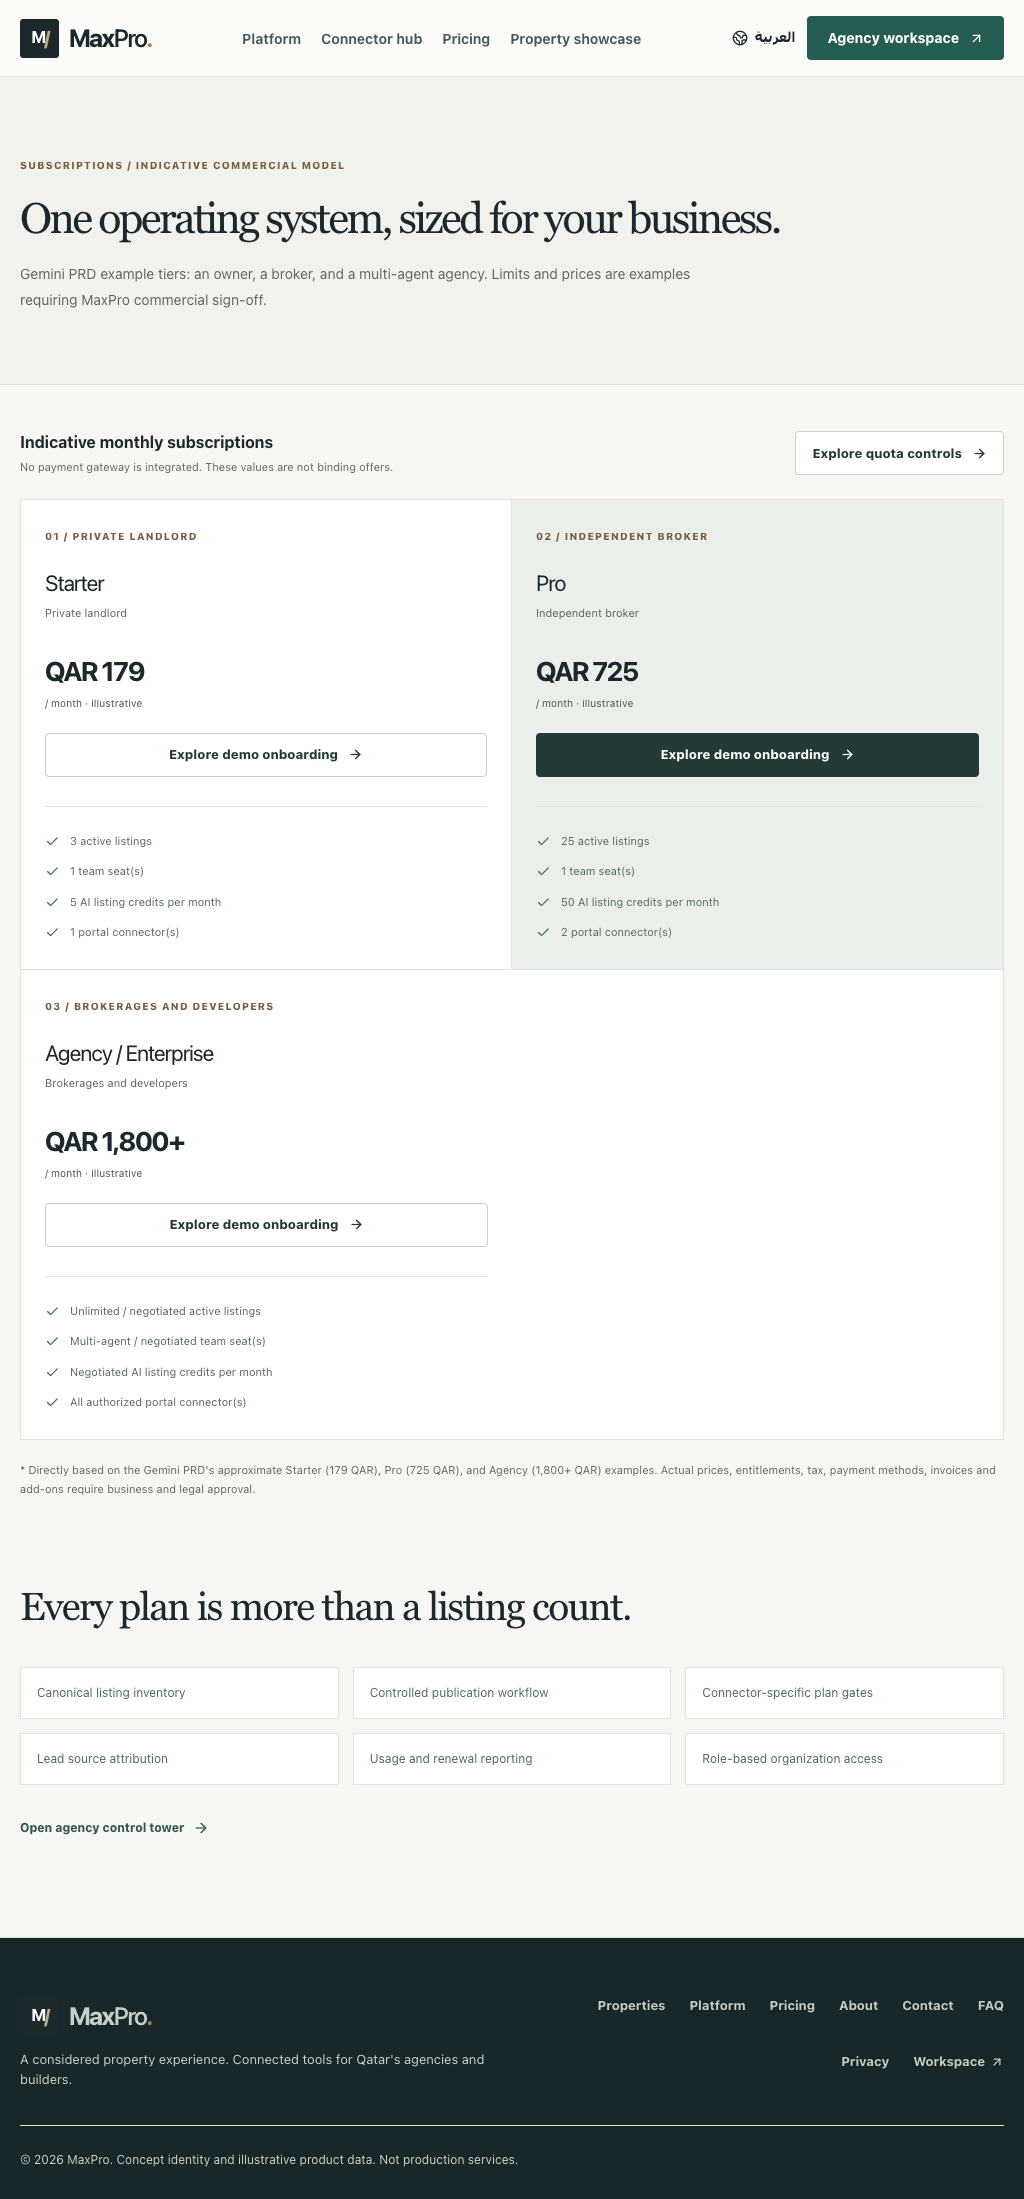 M/ MaxPro.
Platform Connector hub Pricing Property showcase
العربية
Agency workspace
SUBSCRIPTIONS / INDICATIVE COMMERCIAL MODEL
One operating system, sized for your business.
Gemini PRD example tiers: an owner, a broker, and a multi-agent agency. Limits and prices are examples
requiring MaxPro commercial sign-off.
Indicative monthly subscriptions
No payment gateway is integrated. These values are not binding offers.
Explore quota controls
01 / PRIVATE LANDLORD
Starter
Private landlord
QAR 179
/ month · illustrative
Explore demo onboarding
3 active listings
1 team seat(s)
5 AI listing credits per month
1 portal connector(s)
02 / INDEPENDENT BROKER
Pro
Independent broker
QAR 725
/ month · illustrative
Explore demo onboarding
25 active listings
1 team seat(s)
50 AI listing credits per month
2 portal connector(s)
03 / BROKERAGES AND DEVELOPERS
Agency / Enterprise
Brokerages and developers
QAR 1,800+
/ month · illustrative
Explore demo onboarding
Unlimited / negotiated active listings
Multi-agent / negotiated team seat(s)
Negotiated AI listing credits per month
All authorized portal connector(s)
* Directly based on the Gemini PRD's approximate Starter (179 QAR), Pro (725 QAR), and Agency (1,800+ QAR) examples. Actual prices, entitlements, tax, payment methods, invoices and
add-ons require business and legal approval.
Every plan is more than a listing count.
Canonical listing inventory
Controlled publication workflow
Connector-specific plan gates
Lead source attribution
Usage and renewal reporting
Role-based organization access
Open agency control tower
M/ MaxPro.
A considered property experience. Connected tools for Qatar's agencies and
builders.
Properties Platform Pricing About Contact FAQ
Privacy Workspace
© 2026 MaxPro. Concept identity and illustrative product data. Not production services.